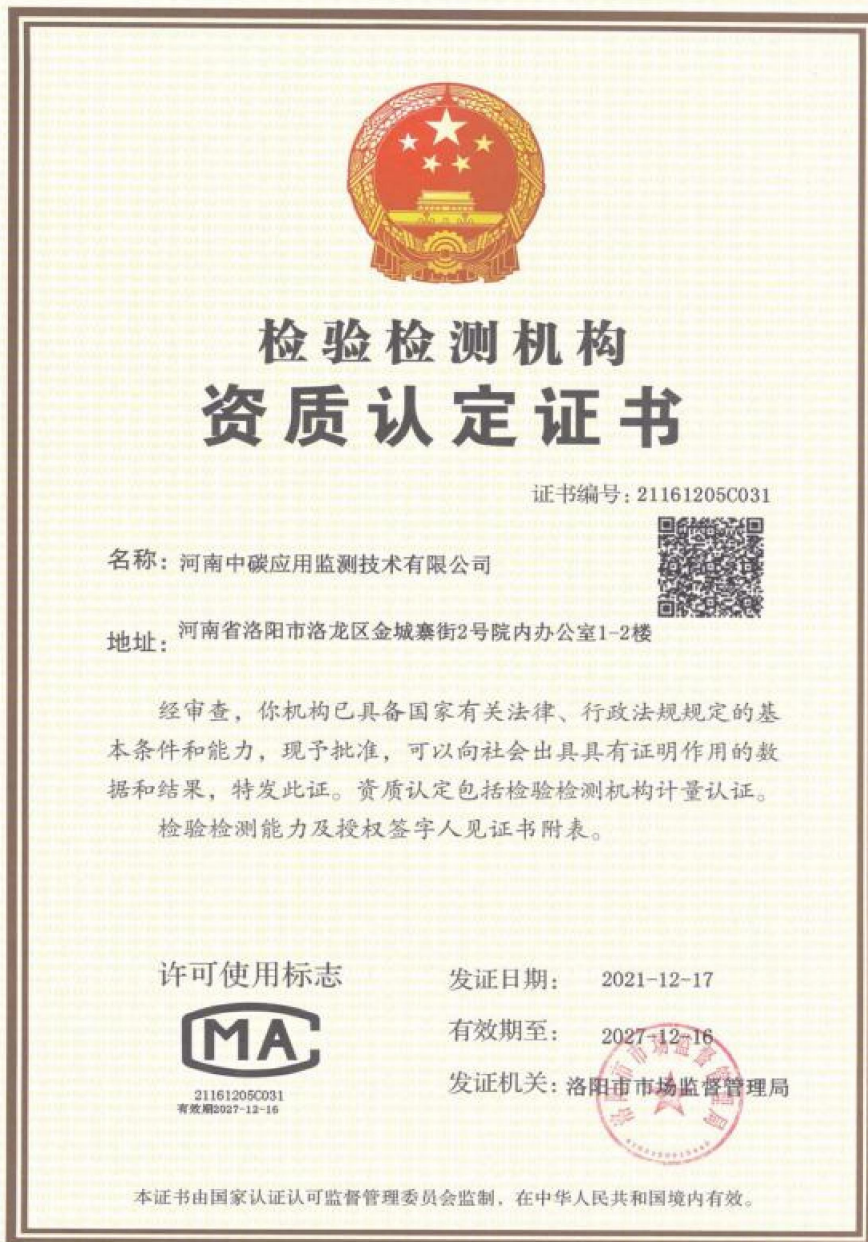 检验检测机构
资质认定证书
证书编号：21161205C031
名称：河南中碳应用监测技术有限公司
地址：河南省洛阳市洛龙区金城寨街2号院内办公室1-2楼
经审查，你机构已具备国家有关法律、行政法规规定的基
本条件和能力，现予批准，可以向社会出具具有证明作用的数
据和结果，特发此证。资质认定包括检验检测机构计量认证。
检验检测能力及授权签字人见证书附表。
许可使用标志
MA
21161205C031
有效期2027-12-16
发证日期：2021-12-17
有效期至：2027-12-16
发证机关：洛阳市市场监督管理局
洛阳市市场监督管理局
本证书由国家认证认可监督管理委员会监制，在中华人民共和国境内有效。